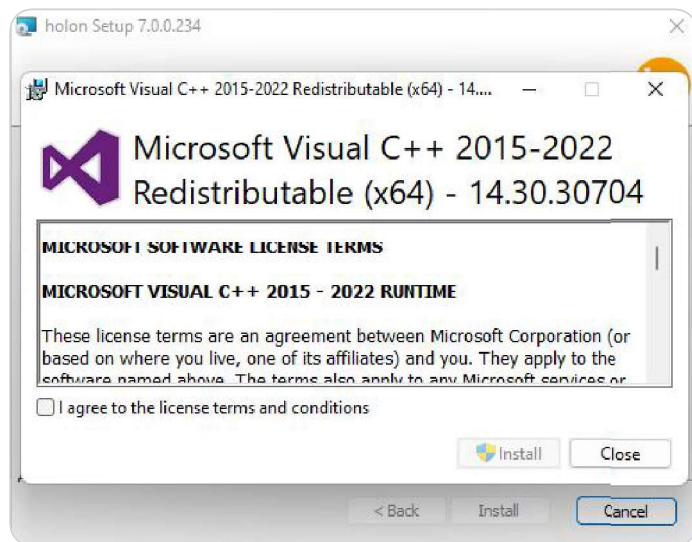 holon Setup 7.0.0.234
Microsoft Visual C++ 2015-2022 Redistributable (x64) - 14....
Microsoft Visual C++ 2015-2022
Redistributable (x64) - 14.30.30704
MICROSOFT SOFTWARE LICENSE TERMS
MICROSOFT VISUAL C++ 2015 - 2022 RUNTIME
These license terms are an agreement between Microsoft Corporation (or
based on where you live, one of its affiliates) and you. They apply to the
software named above. The terms also apply to any Microsoft services or
I agree to the license terms and conditions
Install Close
< Back Install Cancel